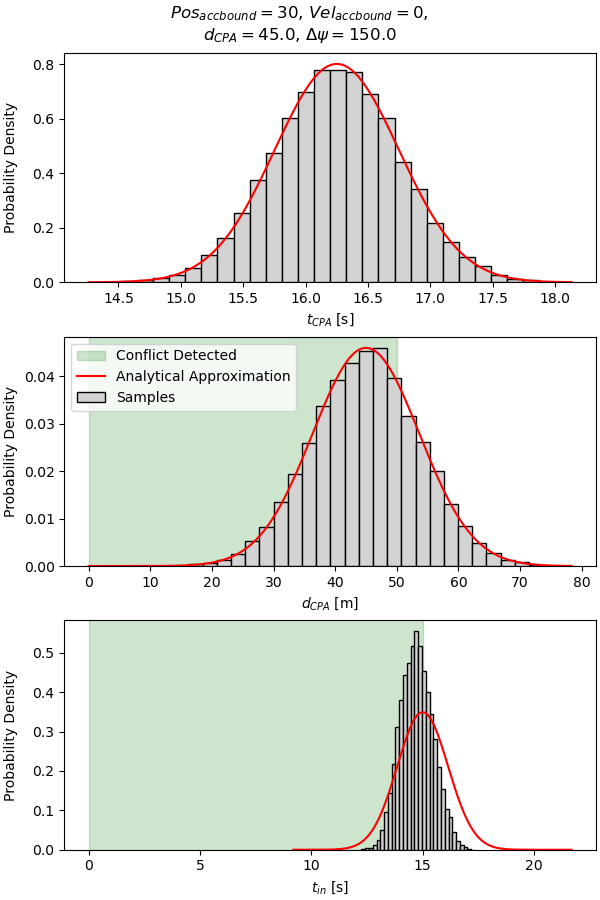 Pos_accbound = 30, Vel_accbound = 0,
d_CPA = 45.0, Δψ = 150.0
0.8
0.6
0.4
0.2
0.0
Probability Density
14.5 15.0 15.5 16.0 16.5 17.0 17.5 18.0
t_CPA [s]
Conflict Detected
Analytical Approximation
Samples
0.04
0.03
0.02
0.01
0.00
Probability Density
0 10 20 30 40 50 60 70 80
d_CPA [m]
0.5
0.4
0.3
0.2
0.1
0.0
Probability Density
0 5 10 15 20
t_in [s]